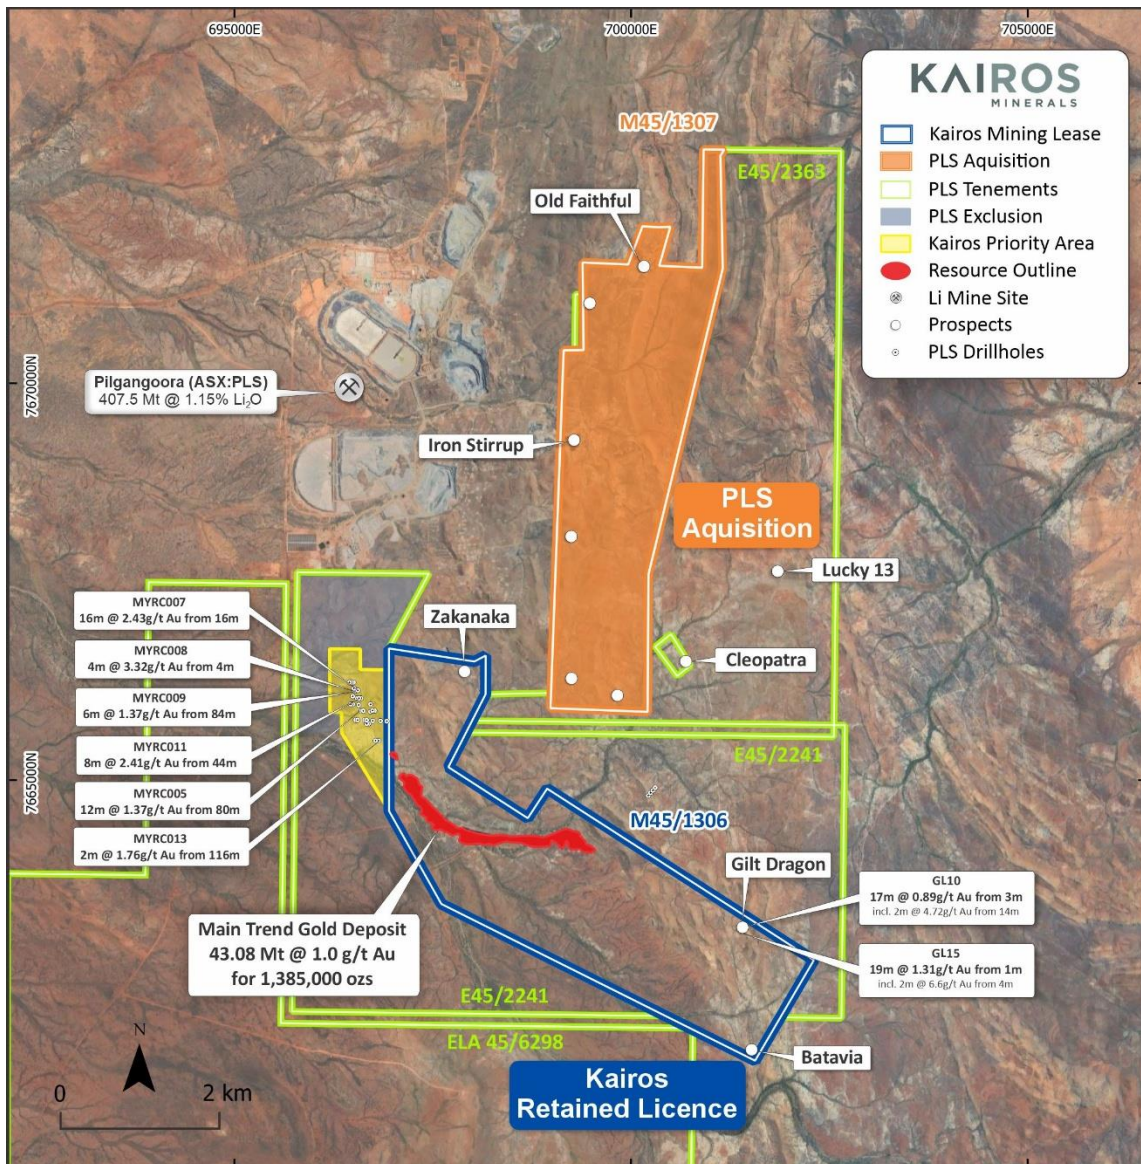 695000E
700000E
705000E
KAIROS
MINERALS
Kairos Mining Lease
PLS Aquisition
PLS Tenements
PLS Exclusion
Kairos Priority Area
Resource Outline
Li Mine Site
Prospects
PLS Drillholes
M45/1307
E45/2363
Old Faithful
7670000N
Pilgangoora (ASX:PLS)
407.5 Mt @ 1.15% Li₂O
Iron Stirrup
PLS
Aquisition
Lucky 13
MYRC007
16m @ 2.43g/t Au from 16m
Zakanaka
MYRC008
4m @ 3.32g/t Au from 4m
Cleopatra
MYRC009
6m @ 1.37g/t Au from 84m
MYRC011
8m @ 2.41g/t Au from 44m
E45/2241
7665000N
MYRC005
12m @ 1.37g/t Au from 80m
M45/1306
MYRC013
2m @ 1.76g/t Au from 116m
Gilt Dragon
GL10
17m @ 0.89g/t Au from 3m
incl. 2m @ 4.72g/t Au from 14m
Main Trend Gold Deposit
43.08 Mt @ 1.0 g/t Au
for 1,385,000 ozs
GL15
19m @ 1.31g/t Au from 1m
incl. 2m @ 6.6g/t Au from 4m
E45/2241
ELA 45/6298
N
0 2 km
Batavia
Kairos
Retained Licence